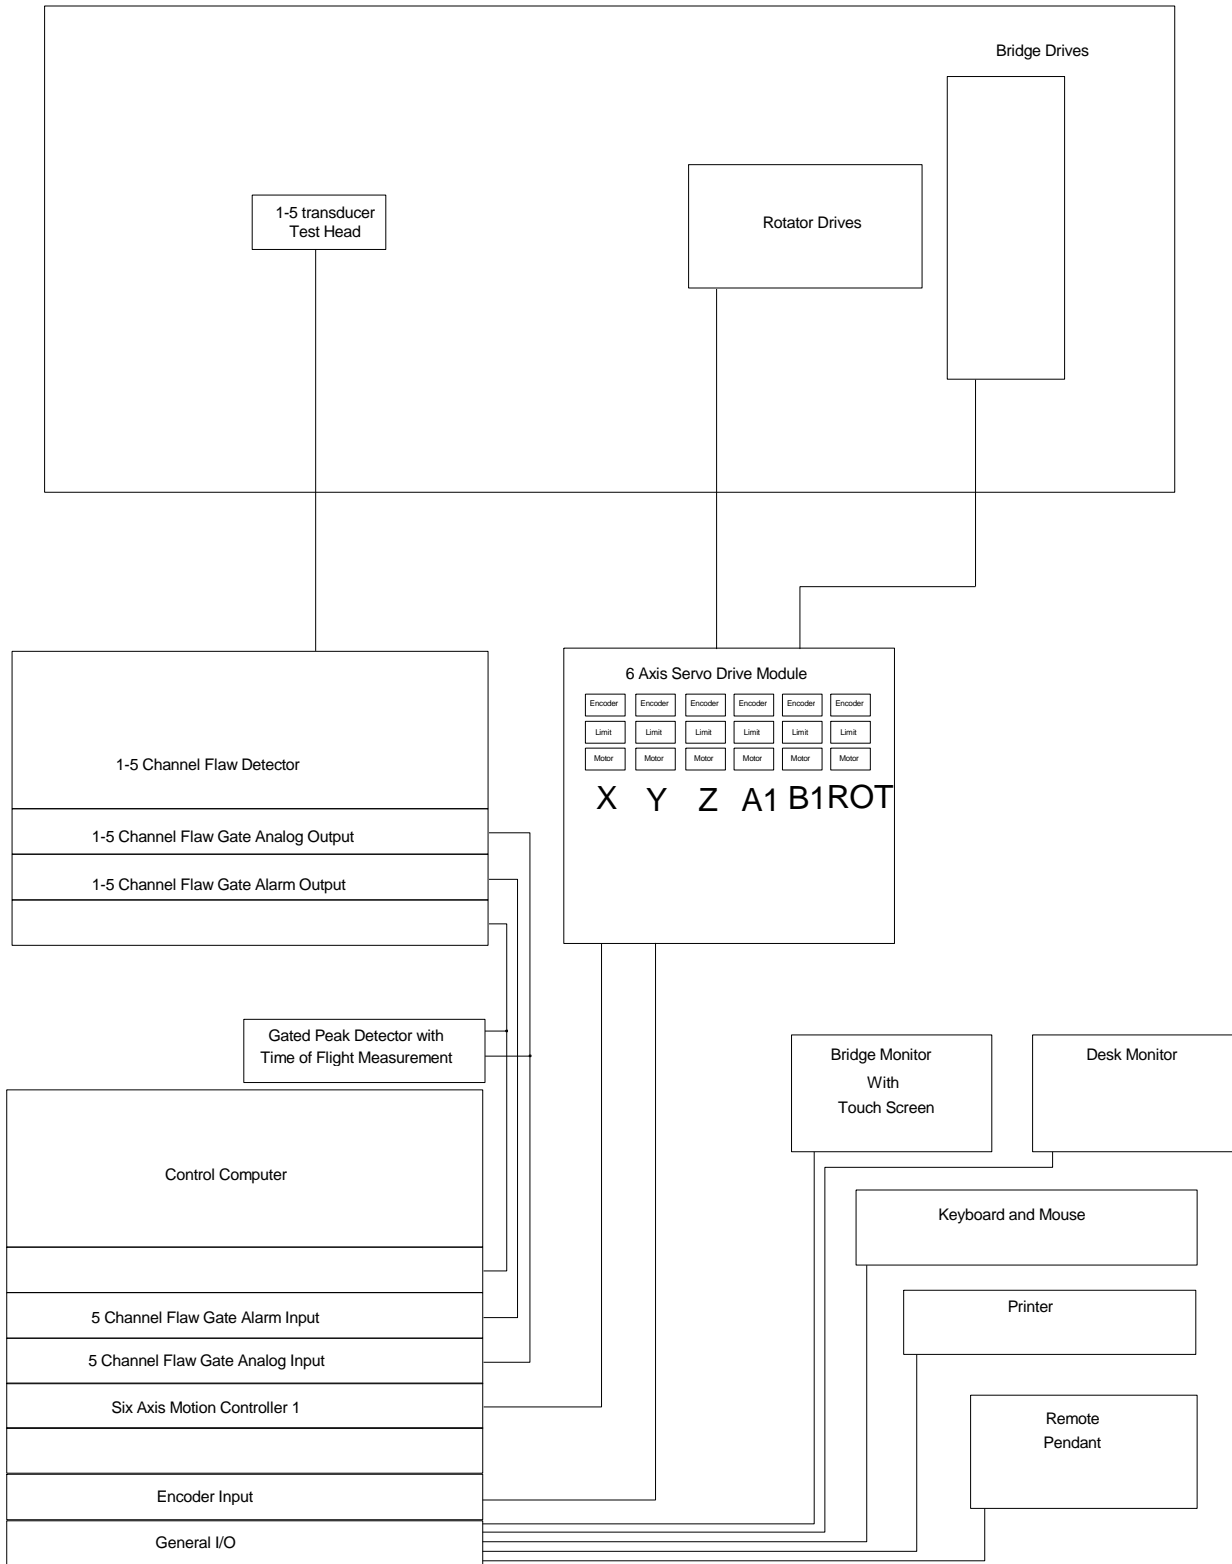 Bridge Drives
1-5 transducer
Test Head
Rotator Drives
6 Axis Servo Drive Module
Encoder Encoder Encoder Encoder Encoder Encoder
Limit Limit Limit Limit Limit Limit
Motor Motor Motor Motor Motor Motor
X Y Z A1 B1 ROT
1-5 Channel Flaw Detector
1-5 Channel Flaw Gate Analog Output
1-5 Channel Flaw Gate Alarm Output
Gated Peak Detector with
Time of Flight Measurement
Bridge Monitor
With
Touch Screen
Desk Monitor
Control Computer
Keyboard and Mouse
Printer
5 Channel Flaw Gate Alarm Input
5 Channel Flaw Gate Analog Input
Six Axis Motion Controller 1
Remote
Pendant
Encoder Input
General I/O